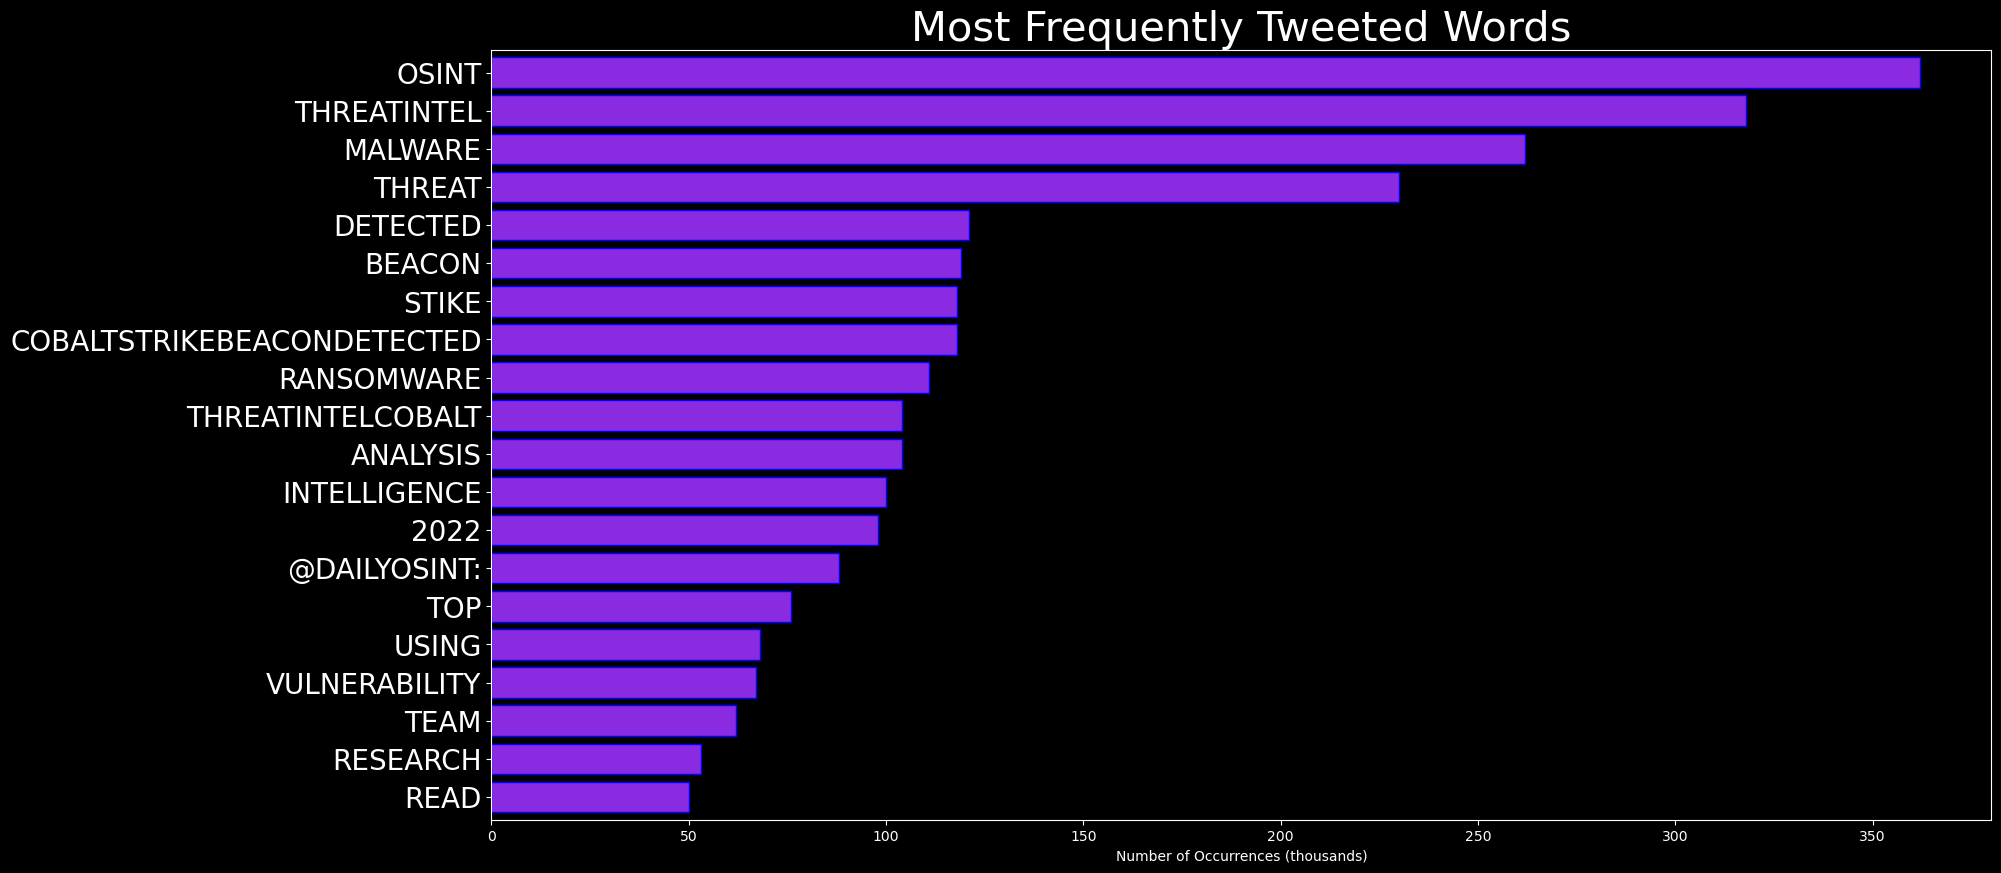 Most Frequently Tweeted Words
OSINT
THREATINTEL
MALWARE
THREAT
DETECTED
BEACON
STIKE
COBALTSTRIKEBEACONDETECTED
RANSOMWARE
THREATINTELCOBALT
ANALYSIS
INTELLIGENCE
2022
@DAILYOSINT:
TOP
USING
VULNERABILITY
TEAM
RESEARCH
READ
0 50 100 150 200 250 300 350
Number of Occurrences (thousands)